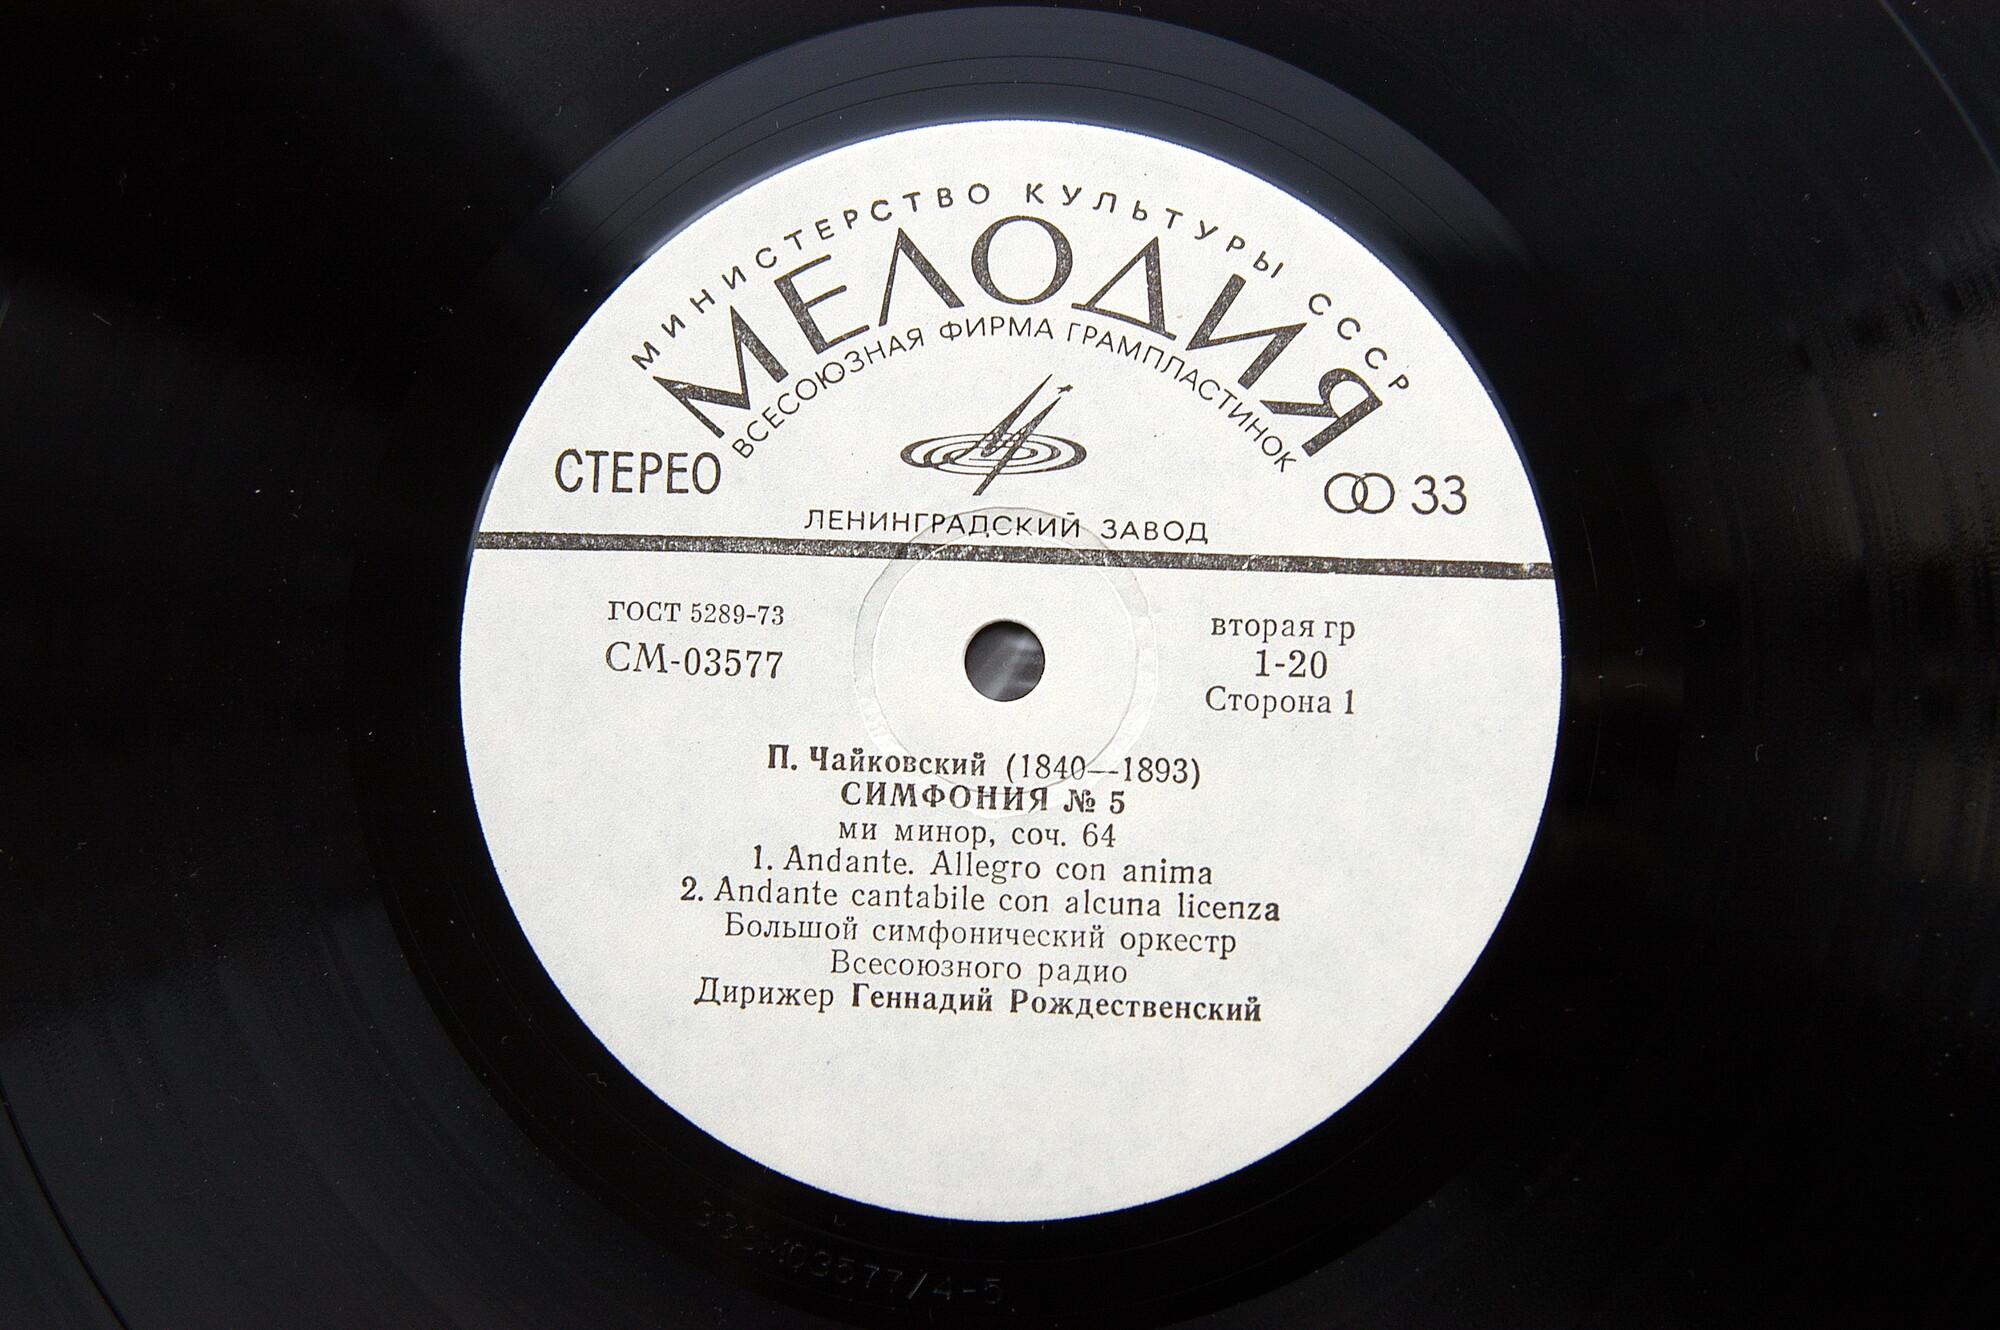 МИНИСТЕРСТВО КУЛЬТУРЫ СССР
МЕЛОДИЯ
ВСЕСОЮЗНАЯ ФИРМА ГРАМПЛАСТИНОК
СТЕРЕО
33
ЛЕНИНГРАДСКИЙ ЗАВОД
ГОСТ 5289-73
СМ-03577
вторая гр
1-20
Сторона 1
П. Чайковский (1840—1893)
СИМФОНИЯ № 5
ми минор, соч. 64
1. Andante. Allegro con anima
2. Andante cantabile con alcuna licenza
Большой симфонический оркестр
Всесоюзного радио
Дирижер Геннадий Рождественский